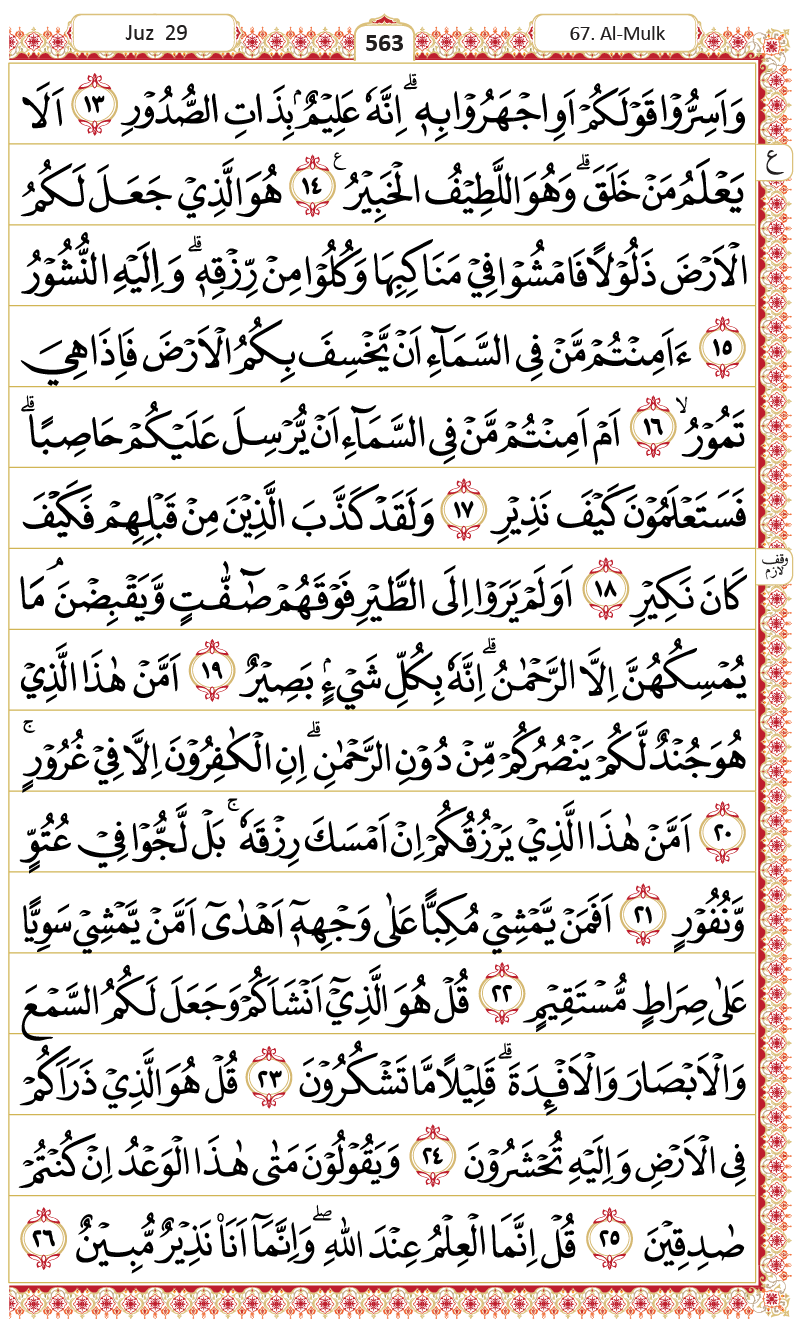 Juz 29
563
67. Al-Mulk
وَاَسِرُّوْا قَوْلَكُمْ اَوِ اجْهَرُوْا بِهٖ ؕ اِنَّهٗ عَلِيْمٌۢ بِذَاتِ الصُّدُوْرِ ١٣ اَلَا
ع
يَعْلَمُ مَنْ خَلَقَ ؕ وَهُوَ اللَّطِيْفُ الْخَبِيْرُ ع ١٤ هُوَ الَّذِيْ جَعَلَ لَكُمُ
الْاَرْضَ ذَلُوْلًا فَامْشُوْا فِيْ مَنَاكِبِهَا وَكُلُوْا مِنْ رِّزْقِهٖ ؕ وَاِلَيْهِ النُّشُوْرُ
١٥ ءَاَمِنْتُمْ مَّنْ فِى السَّمَآءِ اَنْ يَّخْسِفَ بِكُمُ الْاَرْضَ فَاِذَا هِيَ
تَمُوْرُ ۙ ١٦ اَمْ اَمِنْتُمْ مَّنْ فِى السَّمَآءِ اَنْ يُّرْسِلَ عَلَيْكُمْ حَاصِبًا ؕ
فَسَتَعْلَمُوْنَ كَيْفَ نَذِيْرِ ١٧ وَلَقَدْ كَذَّبَ الَّذِيْنَ مِنْ قَبْلِهِمْ فَكَيْفَ
وقف لازم
كَانَ نَكِيْرِ ١٨ اَوَلَمْ يَرَوْا اِلَى الطَّيْرِ فَوْقَهُمْ صٰٓفّٰتٍ وَّيَقْبِضْنَ ۘ مَا
يُمْسِكُهُنَّ اِلَّا الرَّحْمٰنُ ؕ اِنَّهٗ بِكُلِّ شَيْءٍۢ بَصِيْرٌ ١٩ اَمَّنْ هٰذَا الَّذِيْ
هُوَ جُنْدٌ لَّكُمْ يَنْصُرُكُمْ مِّنْ دُوْنِ الرَّحْمٰنِ ؕ اِنِ الْكٰفِرُوْنَ اِلَّا فِيْ غُرُوْرٍ ۚ
٢٠ اَمَّنْ هٰذَا الَّذِيْ يَرْزُقُكُمْ اِنْ اَمْسَكَ رِزْقَهٗ ۚ بَلْ لَّجُّوْا فِيْ عُتُوٍّ
وَّنُفُوْرٍ ٢١ اَفَمَنْ يَّمْشِيْ مُكِبًّا عَلٰى وَجْهِهٖٓ اَهْدٰىٓ اَمَّنْ يَّمْشِيْ سَوِيًّا
عَلٰى صِرَاطٍ مُّسْتَقِيْمٍ ٢٢ قُلْ هُوَ الَّذِيْٓ اَنْشَاَكُمْ وَجَعَلَ لَكُمُ السَّمْعَ
وَالْاَبْصَارَ وَالْاَفْـِٕدَةَ ؕ قَلِيْلًا مَّا تَشْكُرُوْنَ ٢٣ قُلْ هُوَ الَّذِيْ ذَرَاَكُمْ
فِى الْاَرْضِ وَاِلَيْهِ تُحْشَرُوْنَ ٢٤ وَيَقُوْلُوْنَ مَتٰى هٰذَا الْوَعْدُ اِنْ كُنْتُمْ
صٰدِقِيْنَ ٢٥ قُلْ اِنَّمَا الْعِلْمُ عِنْدَ اللهِ ۖ وَاِنَّمَآ اَنَا۠ نَذِيْرٌ مُّبِيْنٌ ٢٦